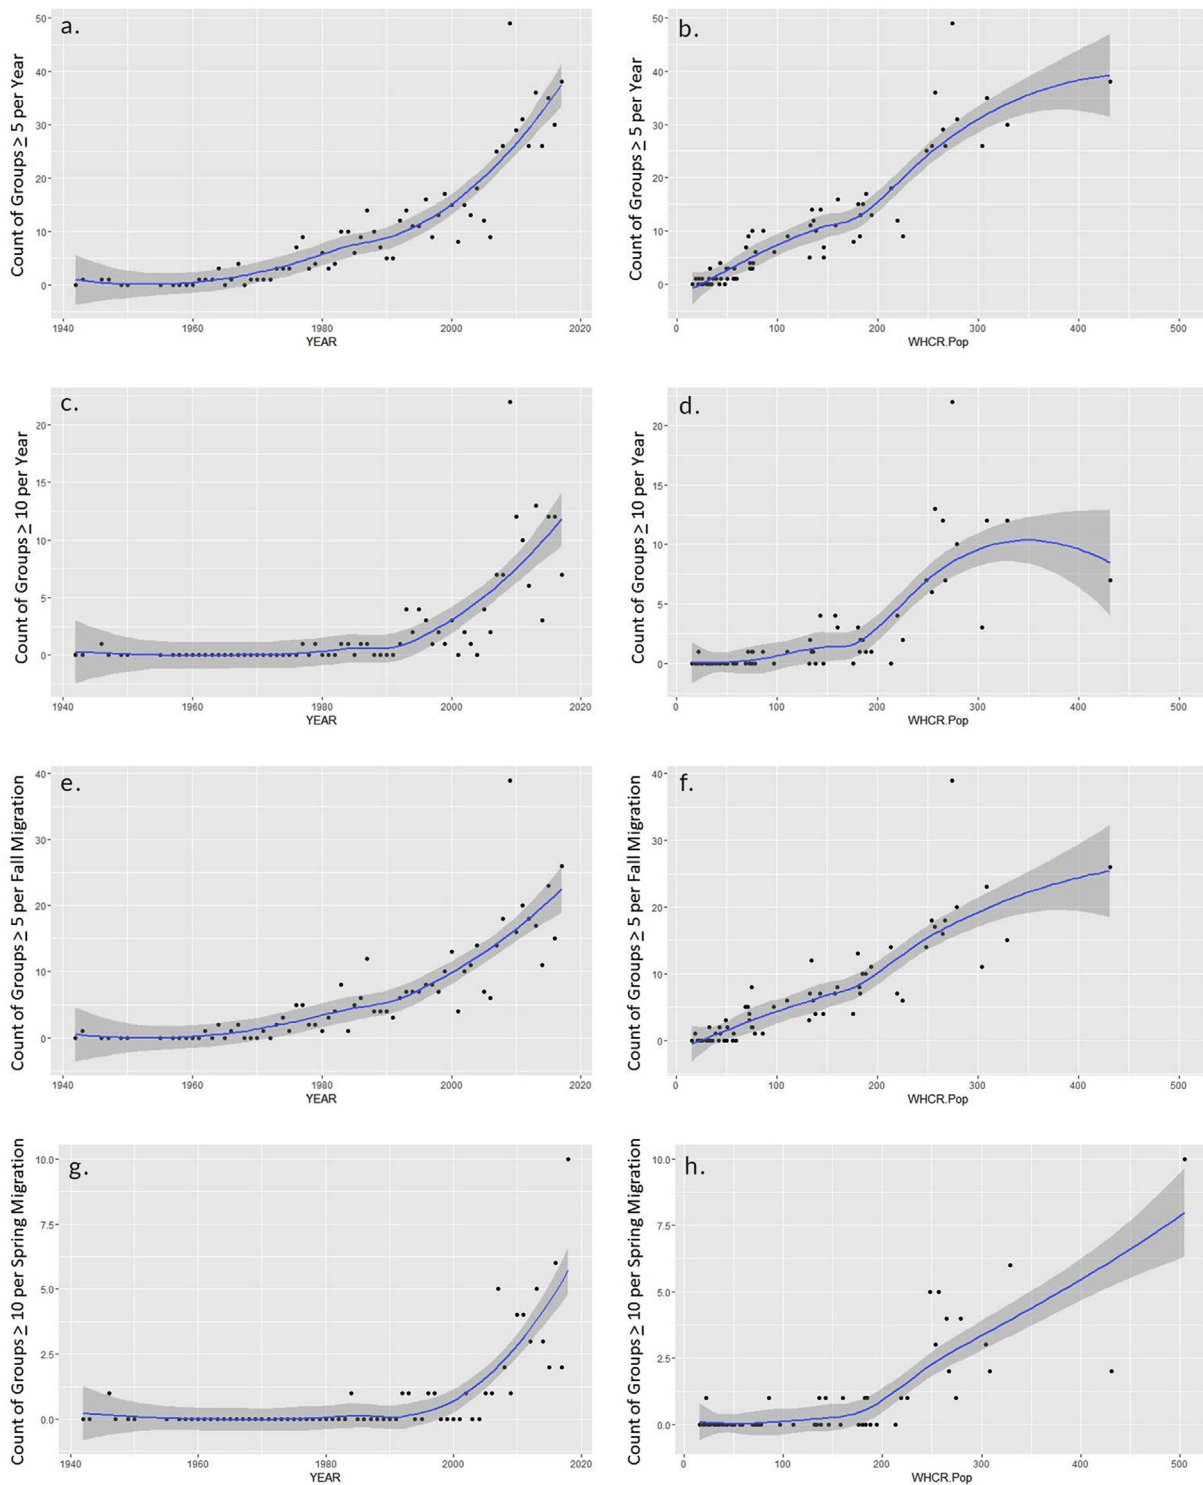 a.
Count of Groups ≥ 5 per Year
50
40
30
20
10
0
1940 1960 1980 2000 2020
YEAR
b.
Count of Groups ≥ 5 per Year
50
40
30
20
10
0
0 100 200 300 400 500
WHCR.Pop
c.
Count of Groups ≥ 10 per Year
20
15
10
5
0
1940 1960 1980 2000 2020
YEAR
d.
Count of Groups ≥ 10 per Year
20
15
10
5
0
0 100 200 300 400 500
WHCR.Pop
e.
Count of Groups ≥ 5 per Fall Migration
40
30
20
10
0
1940 1960 1980 2000 2020
YEAR
f.
Count of Groups ≥ 5 per Fall Migration
40
30
20
10
0
0 100 200 300 400 500
WHCR.Pop
g.
Count of Groups ≥ 10 per Spring Migration
10.0
7.5
5.0
2.5
0.0
1940 1960 1980 2000 2020
YEAR
h.
Count of Groups ≥ 10 per Spring Migration
10.0
7.5
5.0
2.5
0.0
0 100 200 300 400 500
WHCR.Pop